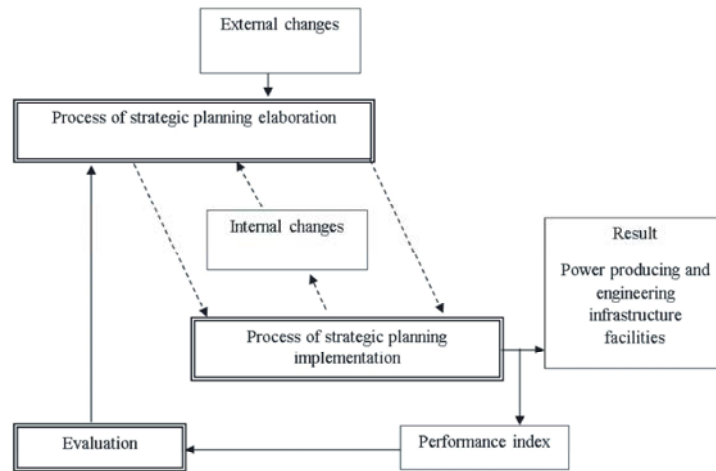 External changes
Process of strategic planning elaboration
Internal changes
Result
Power producing and
engineering
infrastructure
facilities
Process of strategic planning
implementation
Evaluation
Performance index